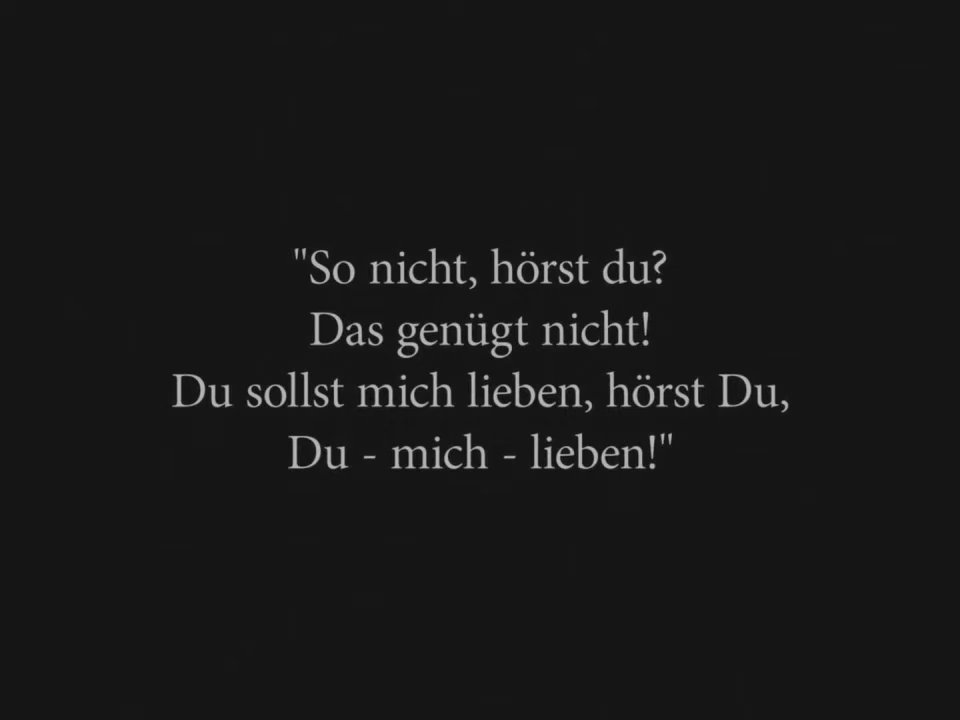 "So nicht, hörst du?
Das genügt nicht!
Du sollst mich lieben, hörst Du,
Du - mich - lieben!"